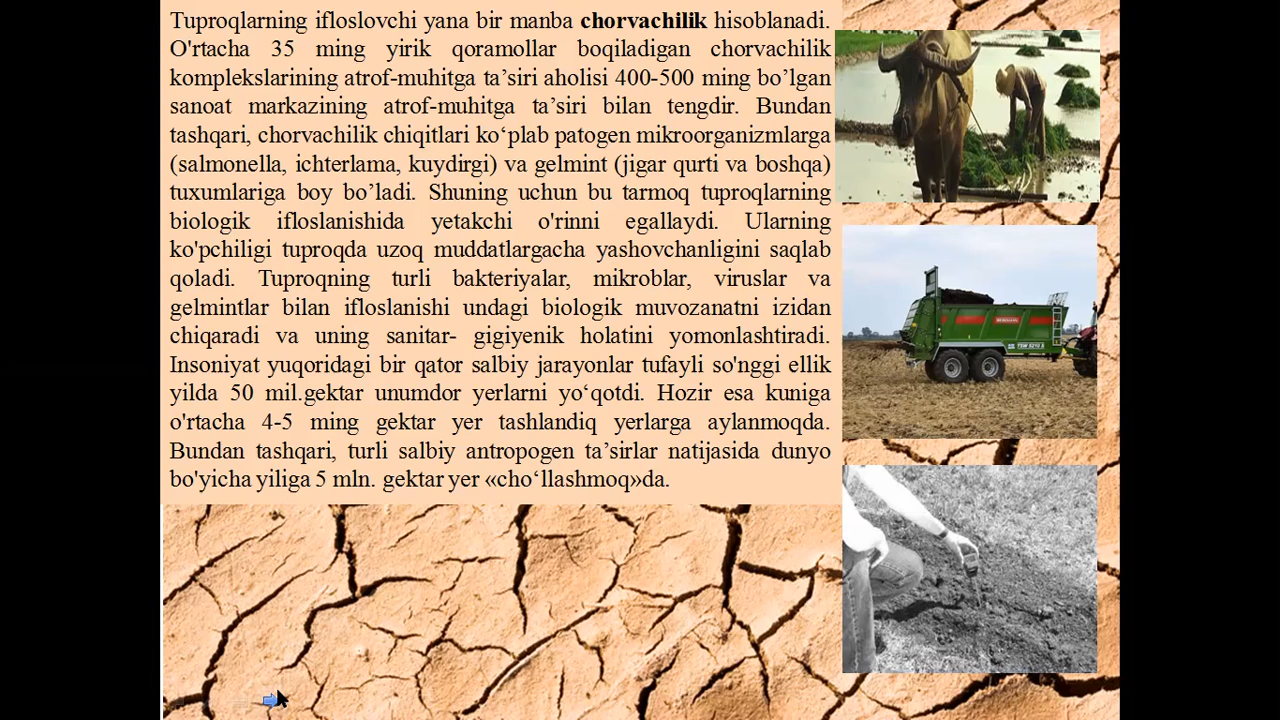 Tuproqlarning ifloslovchi yana bir manba chorvachilik hisoblanadi.
O'rtacha 35 ming yirik qoramollar boqiladigan chorvachilik
komplekslarining atrof-muhitga ta’siri aholisi 400-500 ming bo’lgan
sanoat markazining atrof-muhitga ta’siri bilan tengdir. Bundan
tashqari, chorvachilik chiqitlari ko‘plab patogen mikroorganizmlarga
(salmonella, ichterlama, kuydirgi) va gelmint (jigar qurti va boshqa)
tuxumlariga boy bo’ladi. Shuning uchun bu tarmoq tuproqlarning
biologik ifloslanishida yetakchi o'rinni egallaydi. Ularning
ko'pchiligi tuproqda uzoq muddatlargacha yashovchanligini saqlab
qoladi. Tuproqning turli bakteriyalar, mikroblar, viruslar va
gelmintlar bilan ifloslanishi undagi biologik muvozanatni izidan
chiqaradi va uning sanitar- gigiyenik holatini yomonlashtiradi.
Insoniyat yuqoridagi bir qator salbiy jarayonlar tufayli so'nggi ellik
yilda 50 mil.gektar unumdor yerlarni yo‘qotdi. Hozir esa kuniga
o'rtacha 4-5 ming gektar yer tashlandiq yerlarga aylanmoqda.
Bundan tashqari, turli salbiy antropogen ta’sirlar natijasida dunyo
bo'yicha yiliga 5 mln. gektar yer «cho‘llashmoq»da.